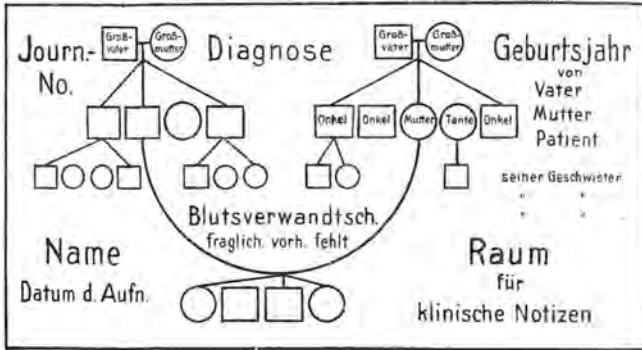 Journ.-
No.
Groß-
vater
Groß-
mutter
Diagnose
Groß-
vater
Groß-
mutter
Geburtsjahr
von
Vater
Mutter
Patient
seiner Geschwister
" "
" "
Onkel
Onkel
Mutter
Tante
Onkel
Blutsverwandtsch.
fraglich. vorh. fehlt
Name
Datum d. Aufn.
Raum
für
klinische Notizen